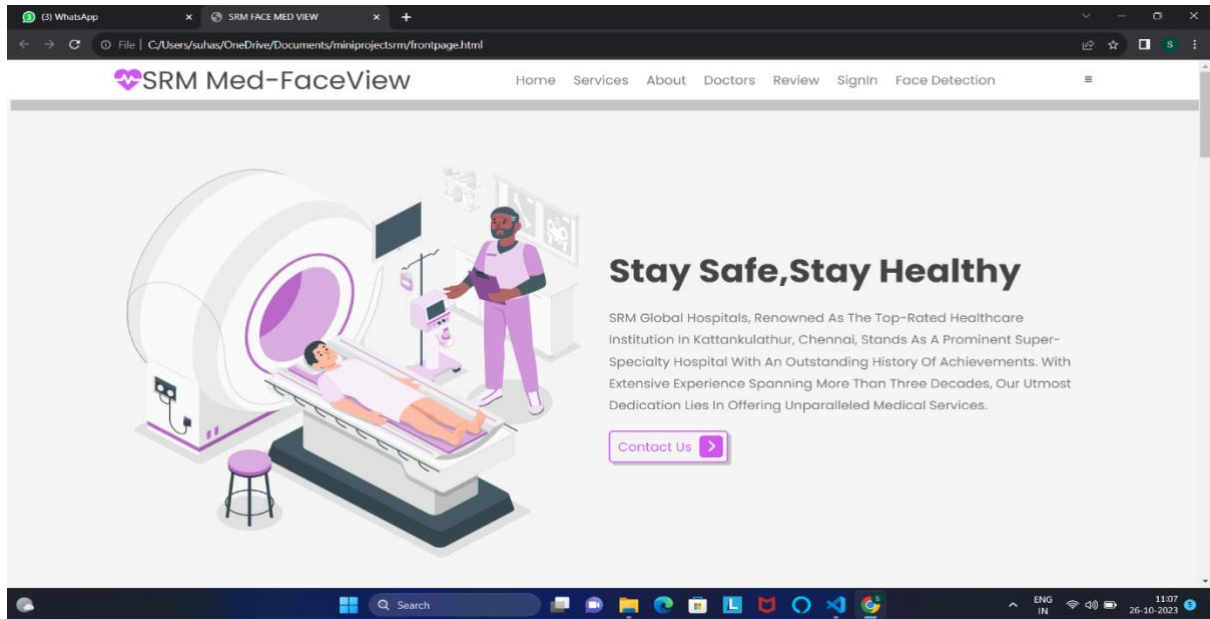 (3) WhatsApp
SRM FACE MED VIEW
File | C:/Users/suhas/OneDrive/Documents/miniprojectsrm/frontpage.html
S
SRM Med-FaceView
Home Services About Doctors Review SignIn Face Detection
Stay Safe,Stay Healthy
SRM Global Hospitals, Renowned As The Top-Rated Healthcare
Institution In Kattankulathur, Chennai, Stands As A Prominent Super-
Specialty Hospital With An Outstanding History Of Achievements. With
Extensive Experience Spanning More Than Three Decades, Our Utmost
Dedication Lies In Offering Unparalleled Medical Services.
Contact Us
Search
L
ENG
IN
11:07
26-10-2023